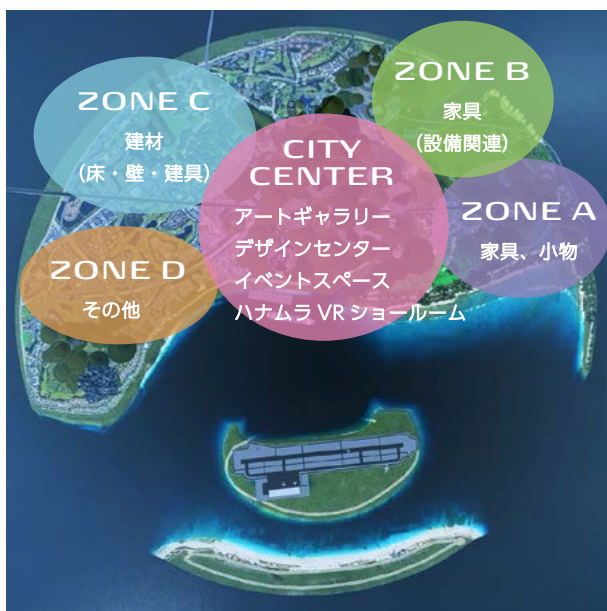 ZONE C
建材
（床・壁・建具）
ZONE B
家具
（設備関連）
CITY
CENTER
アートギャラリー
デザインセンター
イベントスペース
ハナムラ VR ショールーム
ZONE A
家具、小物
ZONE D
その他